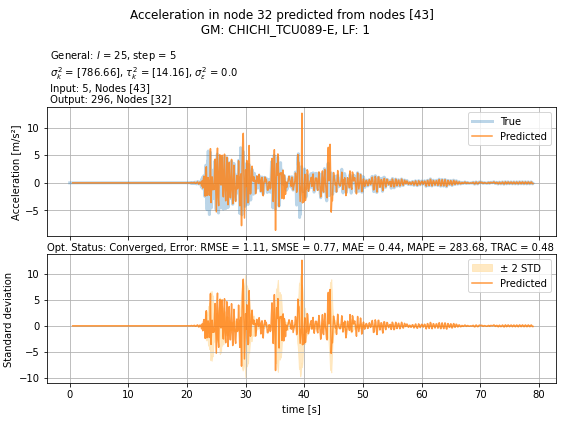 Acceleration in node 32 predicted from nodes [43]
GM: CHICHI_TCU089-E, LF: 1
General: l = 25, step = 5
σ²ₖ = [786.66], τ²ₖ = [14.16], σ²ε = 0.0
Input: 5, Nodes [43]
Output: 296, Nodes [32]
Acceleration [m/s²]
10
5
0
−5
True
Predicted
Opt. Status: Converged, Error: RMSE = 1.11, SMSE = 0.77, MAE = 0.44, MAPE = 283.68, TRAC = 0.48
Standard deviation
10
5
0
−5
−10
± 2 STD
Predicted
0 10 20 30 40 50 60 70 80
time [s]